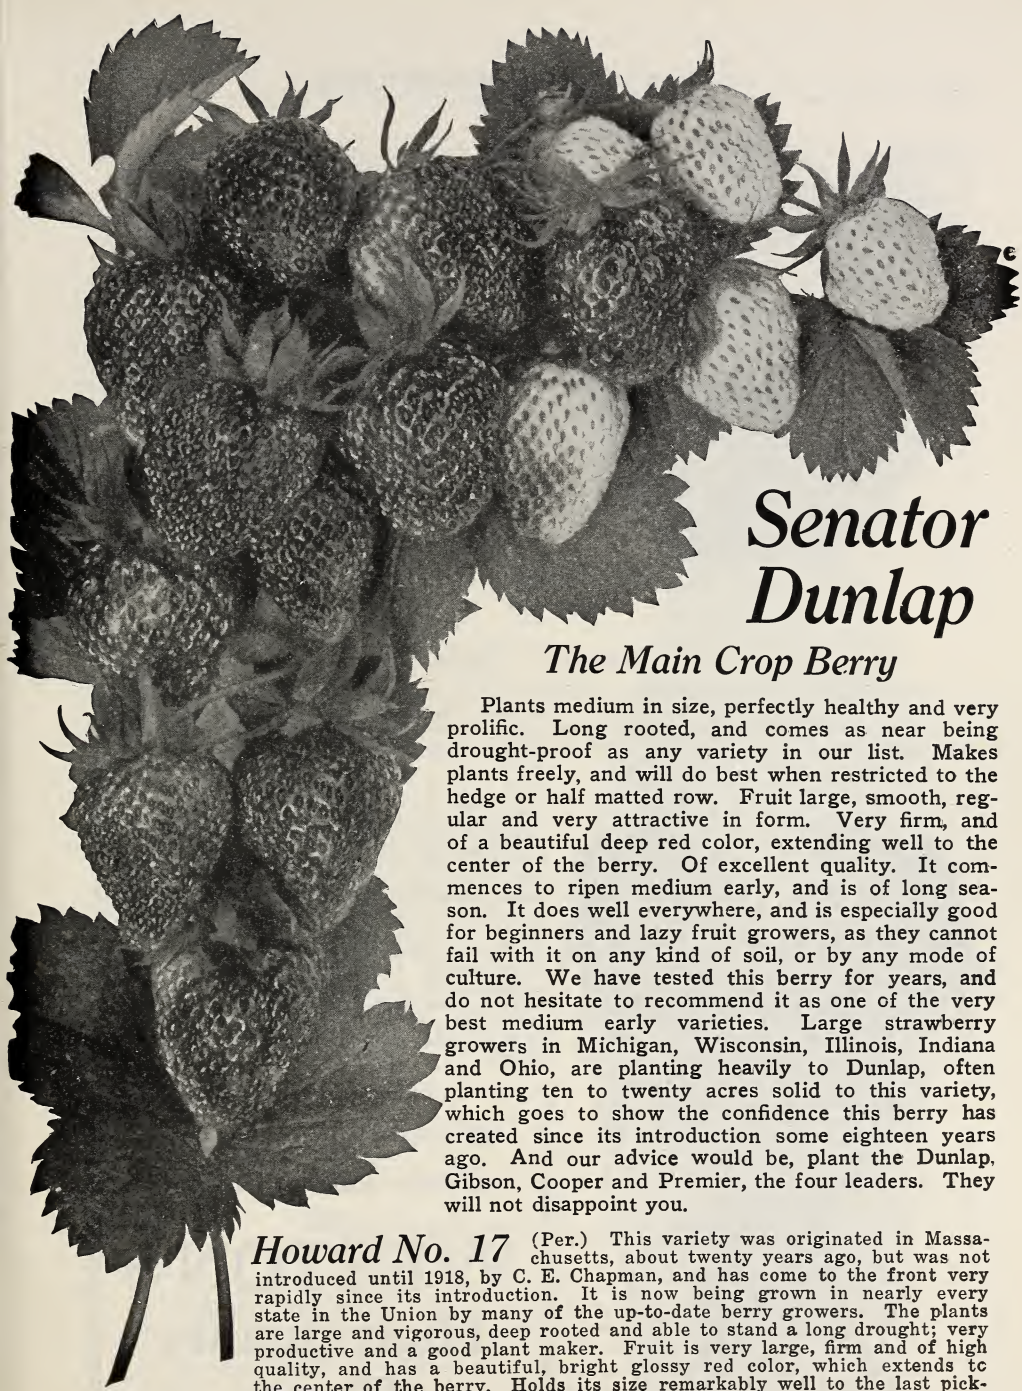 Senator
Dunlap
The Main Crop Berry
Plants medium in size, perfectly healthy and very
prolific. Long rooted, and comes as near being
drought-proof as any variety in our list. Makes
plants freely, and will do best when restricted to the
hedge or half matted row. Fruit large, smooth, reg-
ular and very attractive in form. Very firm, and
of a beautiful deep red color, extending well to the
center of the berry. Of excellent quality. It com-
mences to ripen medium early, and is of long sea-
son. It does well everywhere, and is especially good
for beginners and lazy fruit growers, as they cannot
fail with it on any kind of soil, or by any mode of
culture. We have tested this berry for years, and
do not hesitate to recommend it as one of the very
best medium early varieties. Large strawberry
growers in Michigan, Wisconsin, Illinois, Indiana
and Ohio, are planting heavily to Dunlap, often
planting ten to twenty acres solid to this variety,
which goes to show the confidence this berry has
created since its introduction some eighteen years
ago. And our advice would be, plant the Dunlap,
Gibson, Cooper and Premier, the four leaders. They
will not disappoint you.
Howard No. 17 (Per.) This variety was originated in Massa-
chusetts, about twenty years ago, but was not
introduced until 1918, by C. E. Chapman, and has come to the front very
rapidly since its introduction. It is now being grown in nearly every
state in the Union by many of the up-to-date berry growers. The plants
are large and vigorous, deep rooted and able to stand a long drought; very
productive and a good plant maker. Fruit is very large, firm and of high
quality, and has a beautiful, bright glossy red color, which extends to
the center of the berry. Holds its size remarkably well to the last pick-